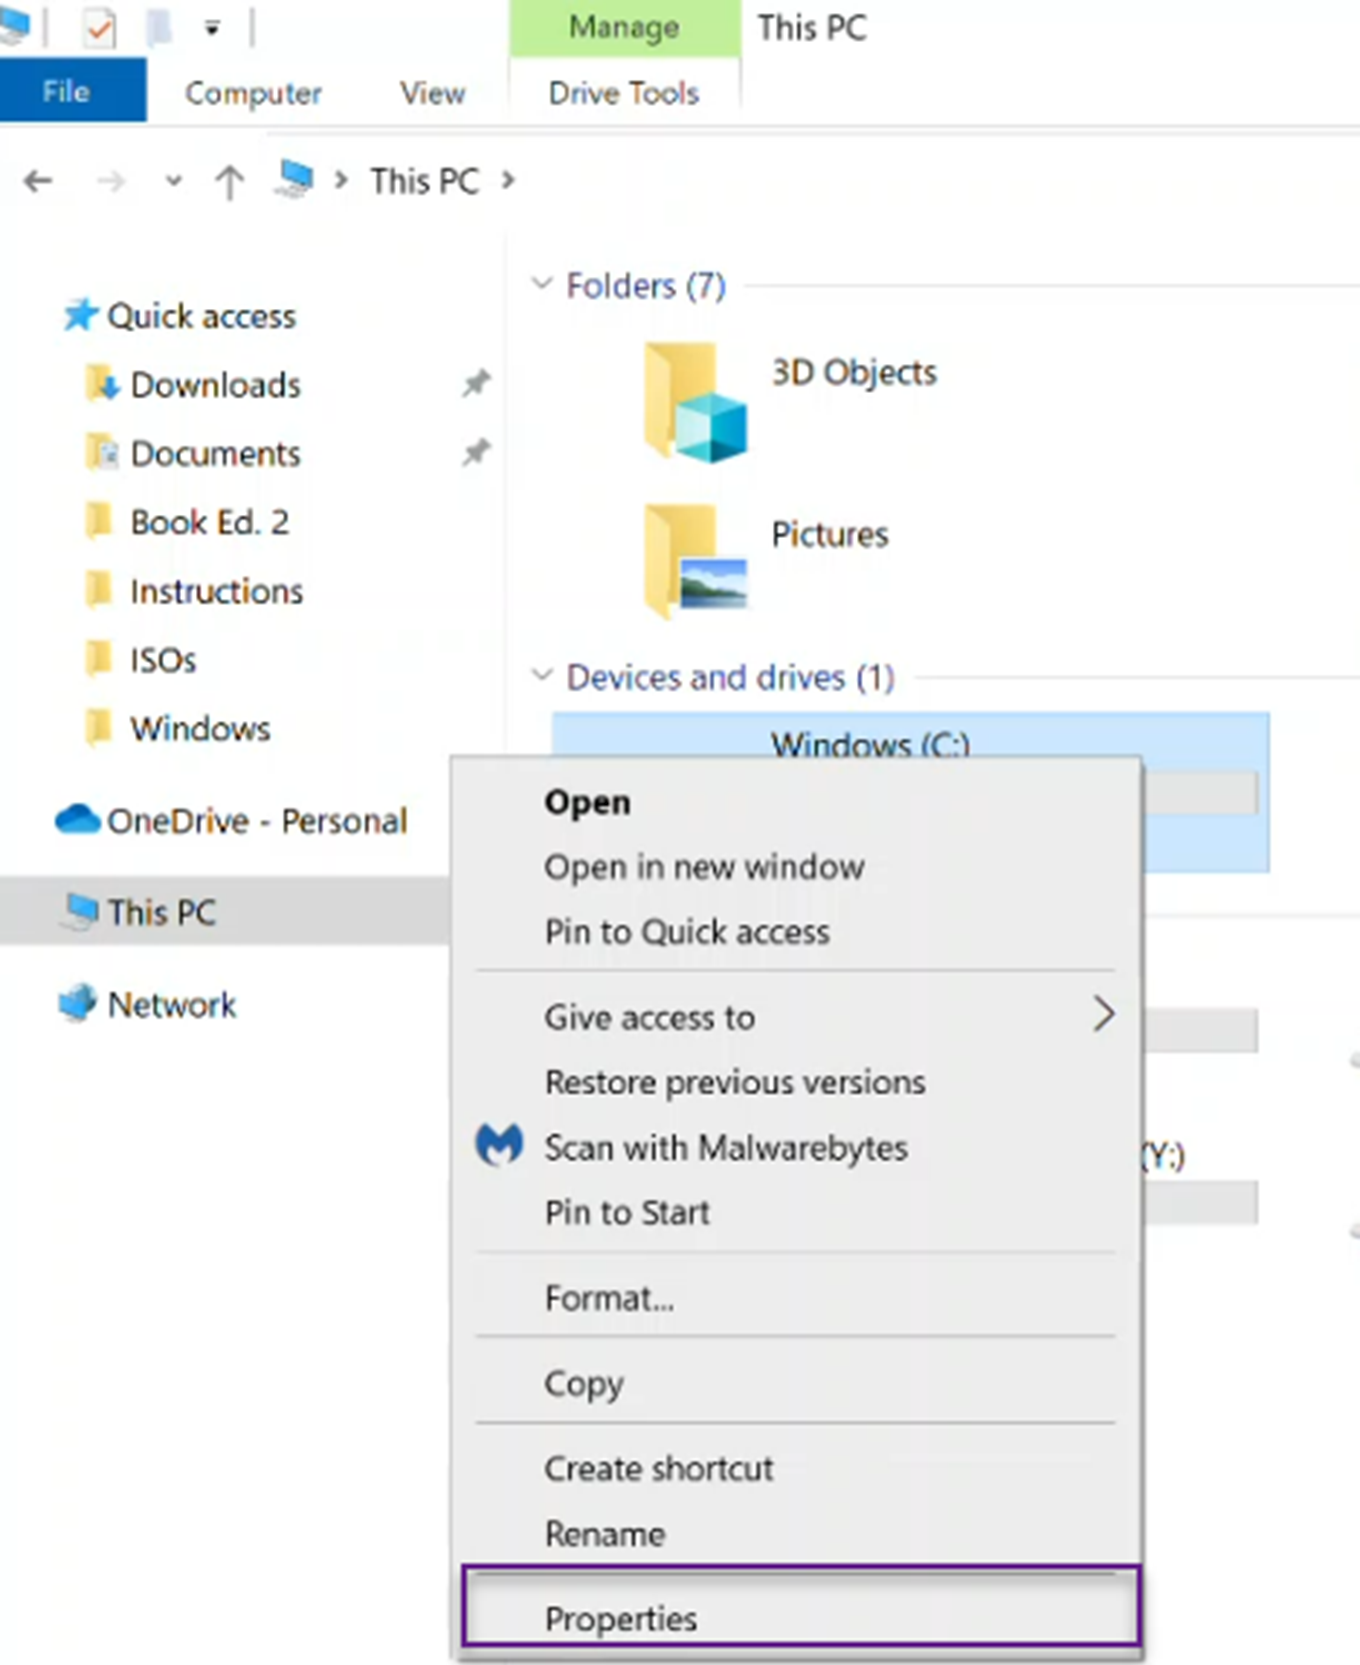 Manage
This PC
File
Computer
View
Drive Tools
This PC
Quick access
Downloads
Documents
Book Ed. 2
Instructions
ISOs
Windows
OneDrive - Personal
This PC
Network
Folders (7)
3D Objects
Pictures
Devices and drives (1)
Windows (C:)
(Y:)
Open
Open in new window
Pin to Quick access
Give access to
Restore previous versions
Scan with Malwarebytes
Pin to Start
Format...
Copy
Create shortcut
Rename
Properties